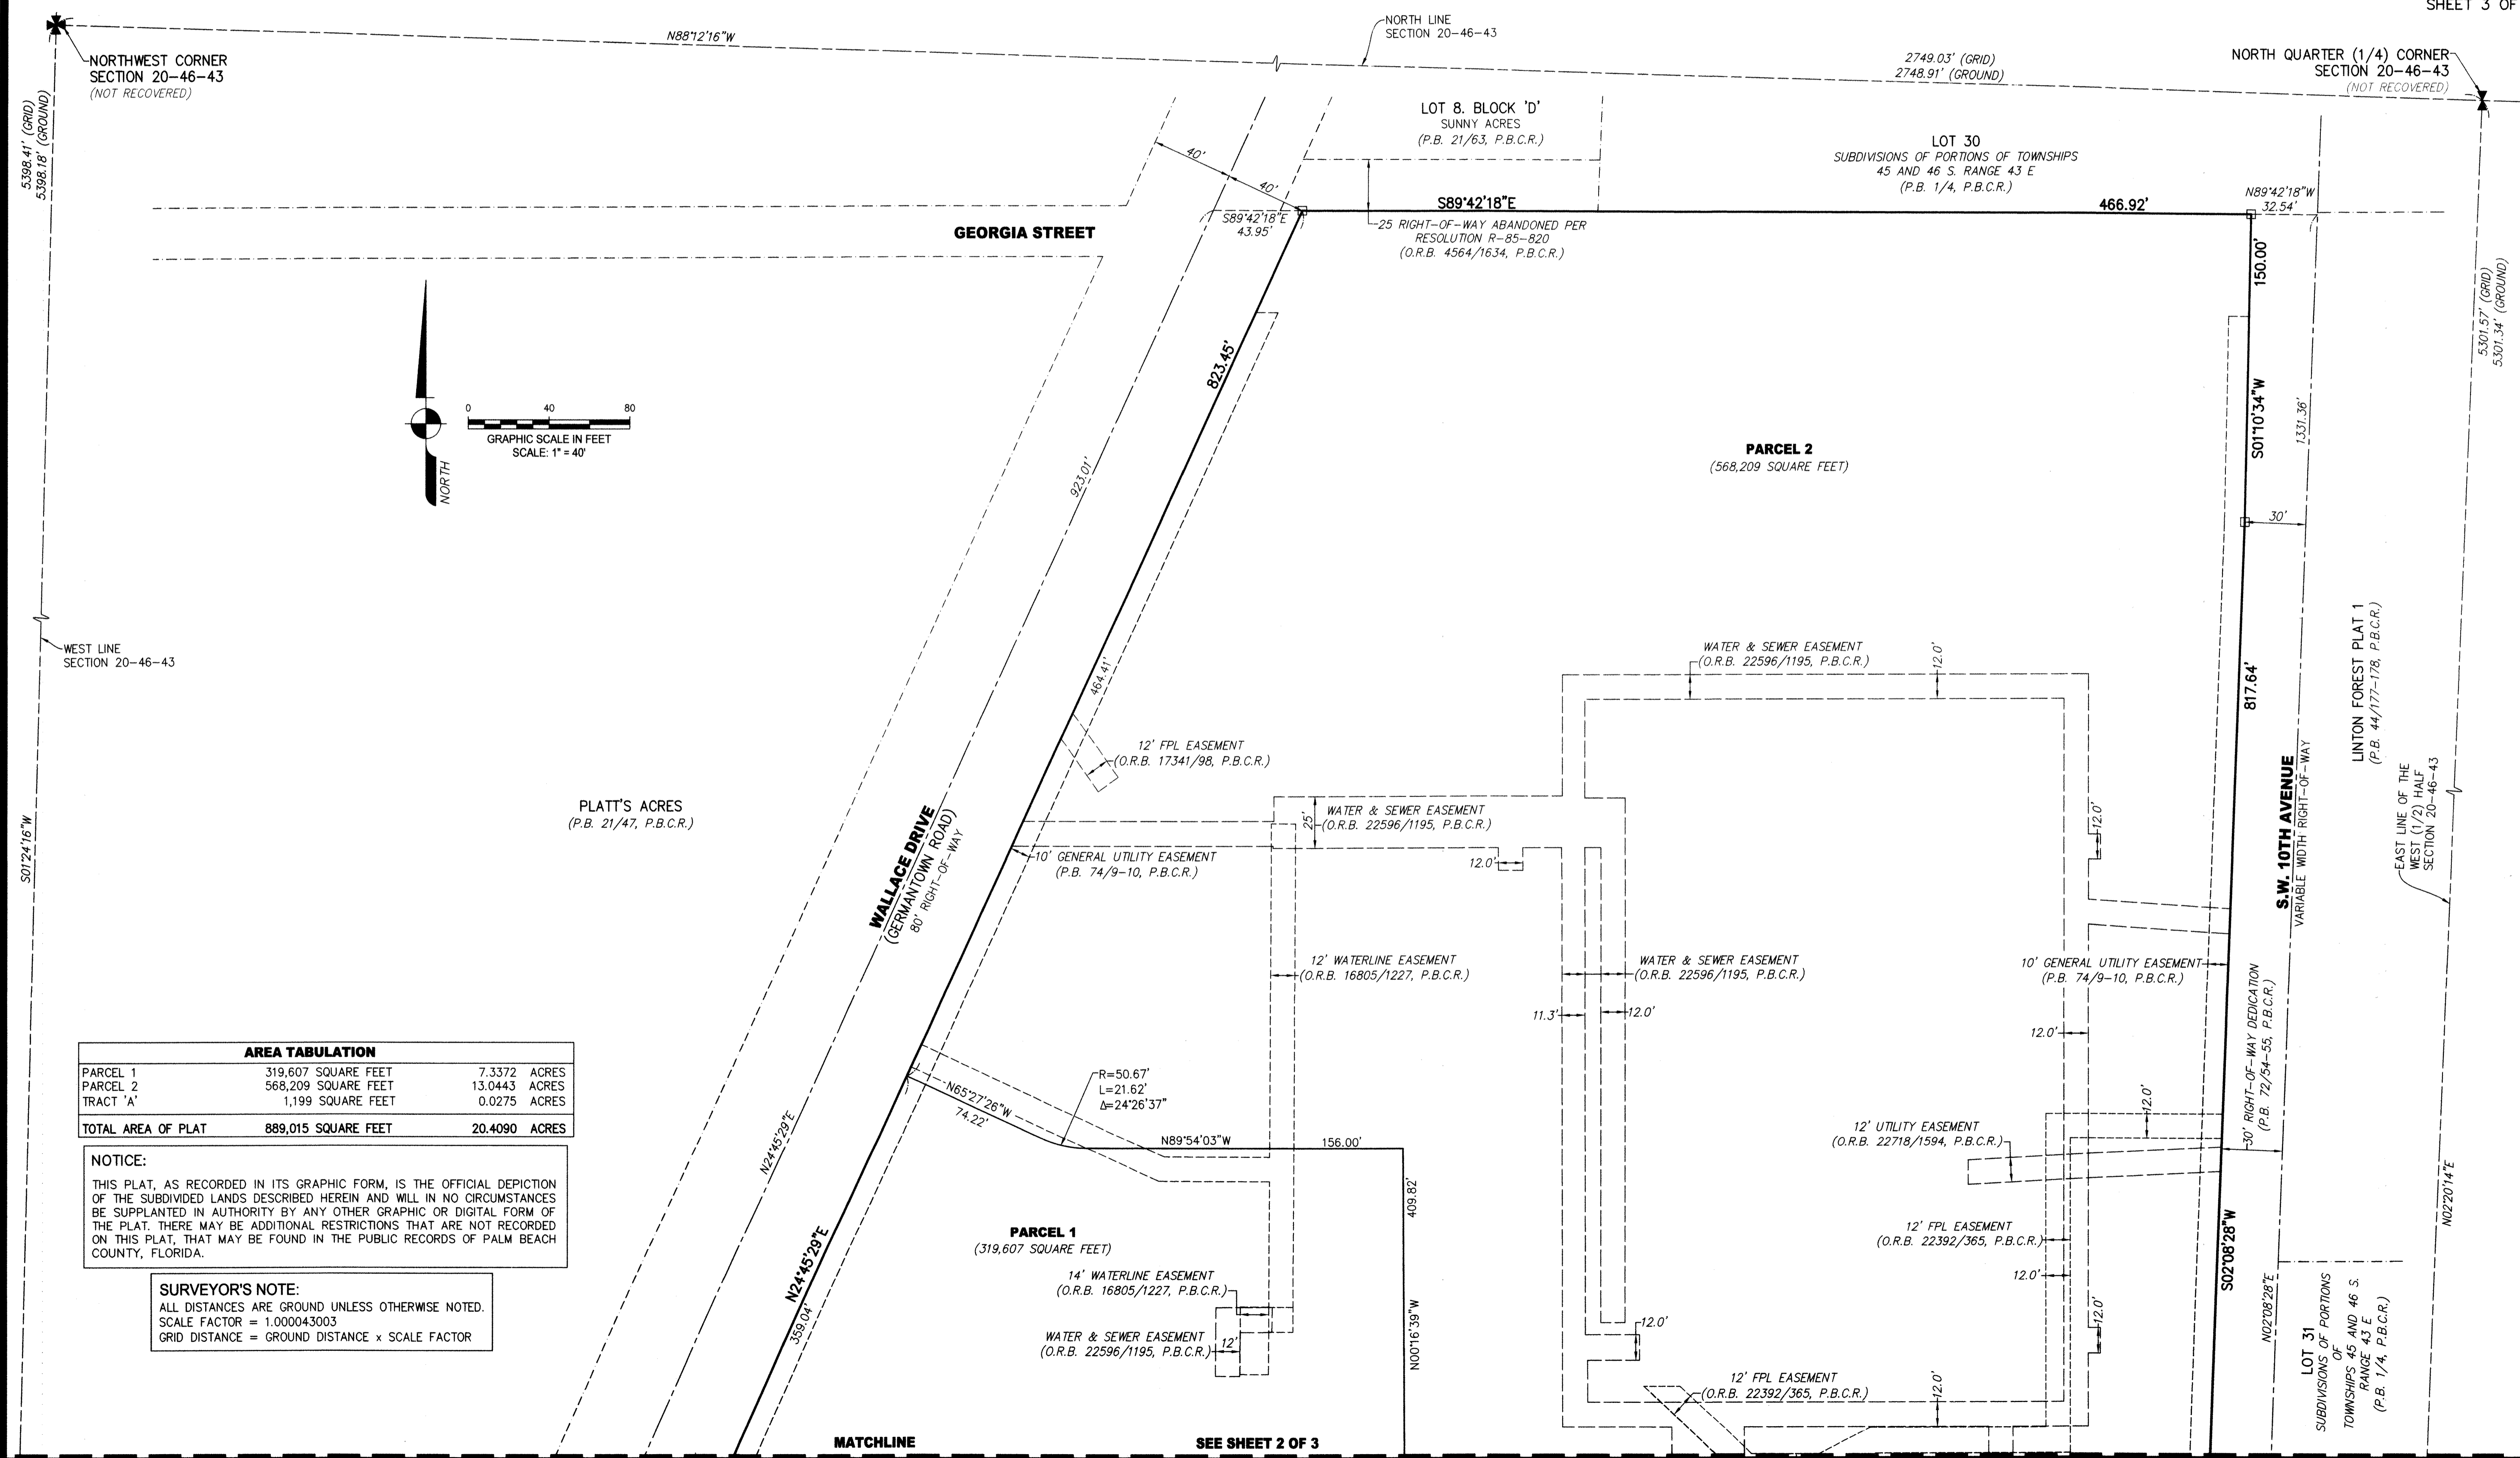 SHEET 3 OF
NORTHWEST CORNER
SECTION 20-46-43
(NOT RECOVERED)
N88°12'16"W
NORTH LINE
SECTION 20-46-43
2749.03' (GRID)
2748.91' (GROUND)
NORTH QUARTER (1/4) CORNER
SECTION 20-46-43
(NOT RECOVERED)
5398.41' (GRID)
5398.18' (GROUND)
LOT 8. BLOCK 'D'
SUNNY ACRES
(P.B. 21/63, P.B.C.R.)
LOT 30
SUBDIVISIONS OF PORTIONS OF TOWNSHIPS
45 AND 46 S. RANGE 43 E
(P.B. 1/4, P.B.C.R.)
40'
40'
S89°42'18"E
43.95'
S89°42'18"E
466.92'
N89°42'18"W
32.54'
GEORGIA STREET
25 RIGHT-OF-WAY ABANDONED PER
RESOLUTION R-85-820
(O.R.B. 4564/1634, P.B.C.R.)
150.00'
5301.57' (GRID)
5301.34' (GROUND)
823.45'
0 40 80
GRAPHIC SCALE IN FEET
SCALE: 1" = 40'
NORTH
923.01'
PARCEL 2
(568,209 SQUARE FEET)
S01°10'34"W
1331.36'
30'
WEST LINE
SECTION 20-46-43
464.41'
WATER & SEWER EASEMENT
(O.R.B. 22596/1195, P.B.C.R.)
12.0'
817.64'
LINTON FOREST PLAT 1
(P.B. 44/177-178, P.B.C.R.)
12' FPL EASEMENT
(O.R.B. 17341/98, P.B.C.R.)
PLATT'S ACRES
(P.B. 21/47, P.B.C.R.)
WALLACE DRIVE
(GERMANTOWN ROAD)
80' RIGHT-OF-WAY
25'
WATER & SEWER EASEMENT
(O.R.B. 22596/1195, P.B.C.R.)
12.0'
S.W. 10TH AVENUE
VARIABLE WIDTH RIGHT-OF-WAY
EAST LINE OF THE
WEST (1/2) HALF
SECTION 20-46-43
S01°24'16"W
10' GENERAL UTILITY EASEMENT
(P.B. 74/9-10, P.B.C.R.)
12.0'
12' WATERLINE EASEMENT
(O.R.B. 16805/1227, P.B.C.R.)
WATER & SEWER EASEMENT
(O.R.B. 22596/1195, P.B.C.R.)
10' GENERAL UTILITY EASEMENT
(P.B. 74/9-10, P.B.C.R.)
11.3'
12.0'
12.0'
30' RIGHT-OF-WAY DEDICATION
(P.B. 72/54-55, P.B.C.R.)
AREA TABULATION
PARCEL 1 319,607 SQUARE FEET 7.3372 ACRES
PARCEL 2 568,209 SQUARE FEET 13.0443 ACRES
TRACT 'A' 1,199 SQUARE FEET 0.0275 ACRES
TOTAL AREA OF PLAT 889,015 SQUARE FEET 20.4090 ACRES
R=50.67'
L=21.62'
Δ=24°26'37"
N65°27'26"W
74.22'
N89°54'03"W
156.00'
12.0'
12' UTILITY EASEMENT
(O.R.B. 22718/1594, P.B.C.R.)
N24°45'29"E
NOTICE:
THIS PLAT, AS RECORDED IN ITS GRAPHIC FORM, IS THE OFFICIAL DEPICTION
OF THE SUBDIVIDED LANDS DESCRIBED HEREIN AND WILL IN NO CIRCUMSTANCES
BE SUPPLANTED IN AUTHORITY BY ANY OTHER GRAPHIC OR DIGITAL FORM OF
THE PLAT. THERE MAY BE ADDITIONAL RESTRICTIONS THAT ARE NOT RECORDED
ON THIS PLAT, THAT MAY BE FOUND IN THE PUBLIC RECORDS OF PALM BEACH
COUNTY, FLORIDA.
409.82'
N02°20'14"E
PARCEL 1
(319,607 SQUARE FEET)
12' FPL EASEMENT
(O.R.B. 22392/365, P.B.C.R.)
12.0'
N24°45'29"E
359.04'
14' WATERLINE EASEMENT
(O.R.B. 16805/1227, P.B.C.R.)
S02°08'28"W
N02°08'28"E
SURVEYOR'S NOTE:
ALL DISTANCES ARE GROUND UNLESS OTHERWISE NOTED.
SCALE FACTOR = 1.000043003
GRID DISTANCE = GROUND DISTANCE x SCALE FACTOR
WATER & SEWER EASEMENT
(O.R.B. 22596/1195, P.B.C.R.)
12'
N00°16'39"W
12.0'
12.0'
LOT 31
SUBDIVISIONS OF PORTIONS
OF
TOWNSHIPS 45 AND 46 S.
RANGE 43 E
(P.B. 1/4, P.B.C.R.)
12' FPL EASEMENT
(O.R.B. 22392/365, P.B.C.R.)
12.0'
MATCHLINE
SEE SHEET 2 OF 3